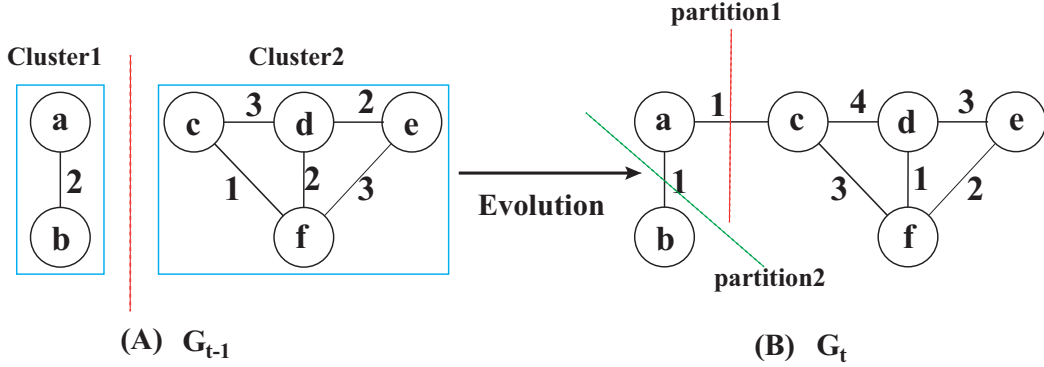 partition1
Cluster1
Cluster2
a
2
b
c
3
d
2
e
1
2
3
f
Evolution
a
1
c
4
d
3
e
1
3
1
2
b
f
partition2
(A) Gt-1
(B) Gt